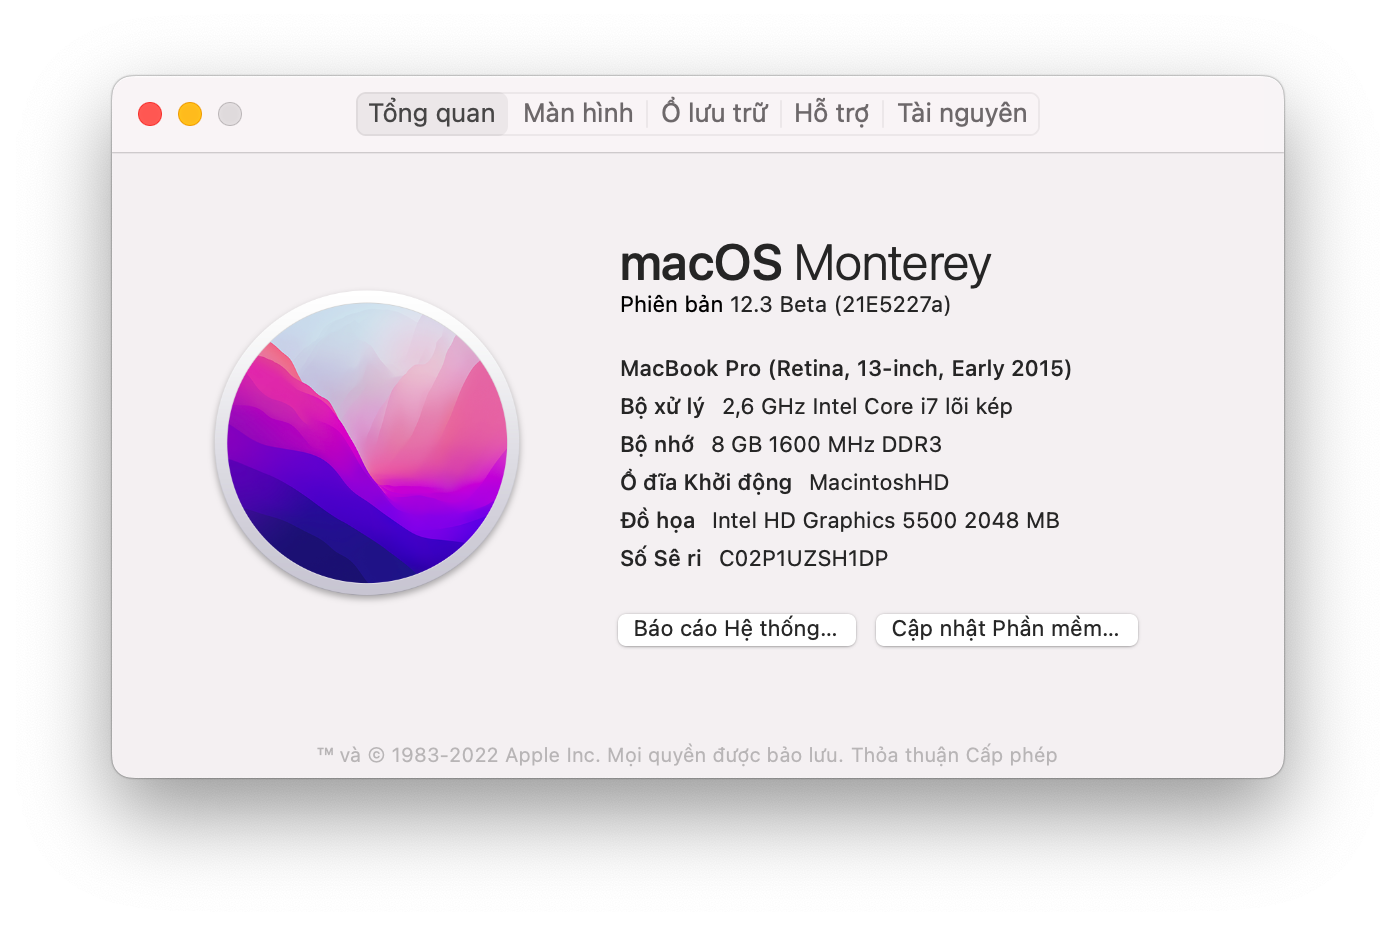 Tổng quan Màn hình Ổ lưu trữ Hỗ trợ Tài nguyên
macOS Monterey
Phiên bản 12.3 Beta (21E5227a)
MacBook Pro (Retina, 13-inch, Early 2015)
Bộ xử lý 2,6 GHz Intel Core i7 lõi kép
Bộ nhớ 8 GB 1600 MHz DDR3
Ổ đĩa Khởi động MacintoshHD
Đồ họa Intel HD Graphics 5500 2048 MB
Số Sê ri C02P1UZSH1DP
Báo cáo Hệ thống... Cập nhật Phần mềm...
™ và © 1983-2022 Apple Inc. Mọi quyền được bảo lưu. Thỏa thuận Cấp phép